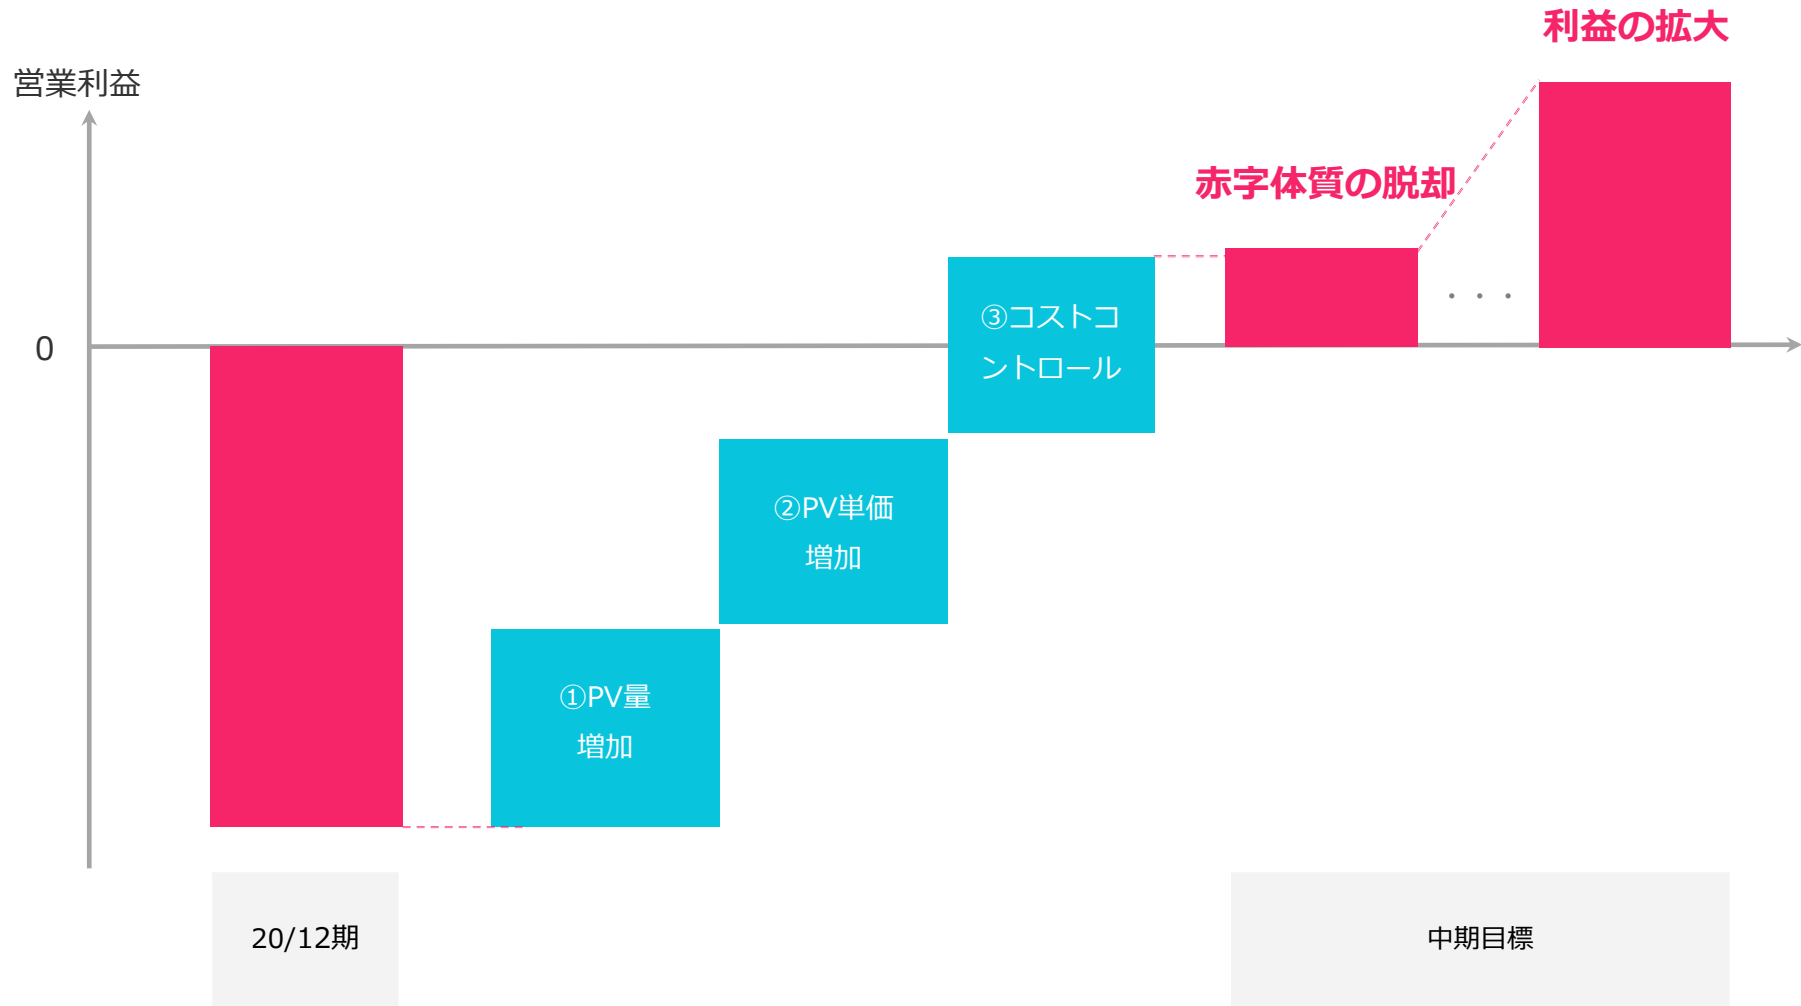 利益の拡大
営業利益
赤字体質の脱却
③コストコ
ントロール
・・・
0
②PV単価
増加
①PV量
増加
20/12期
中期目標